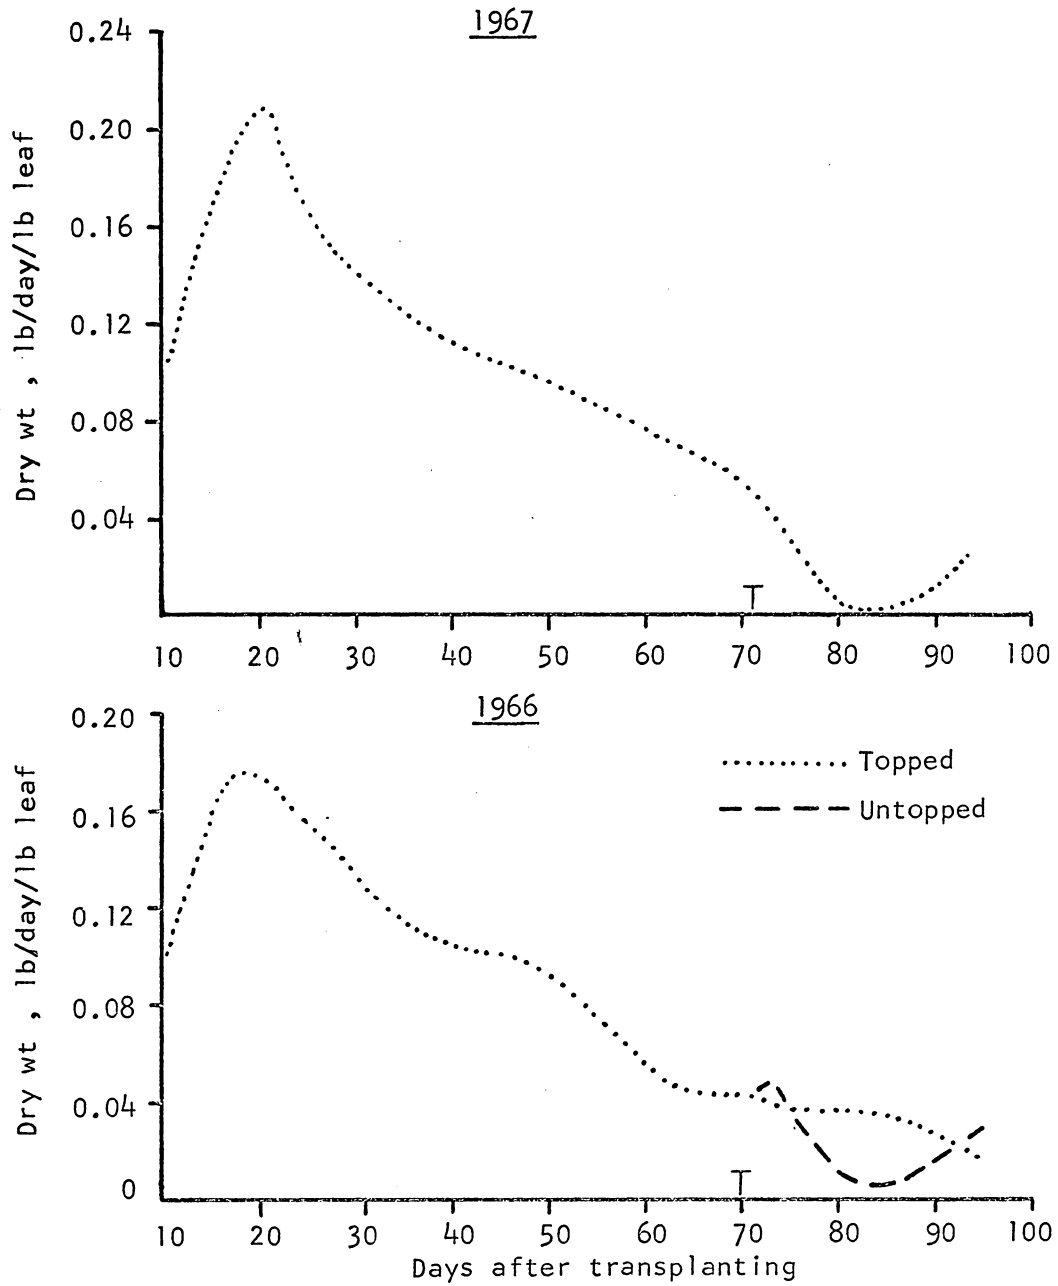 1967
Dry wt , lb/day/lb leaf
0.24
0.20
0.16
0.12
0.08
0.04
T
10 20 30 40 50 60 70 80 90 100
1966
Dry wt , lb/day/lb leaf
0.20
0.16
0.12
0.08
0.04
0
Topped
Untopped
T
10 20 30 40 50 60 70 80 90 100
Days after transplanting